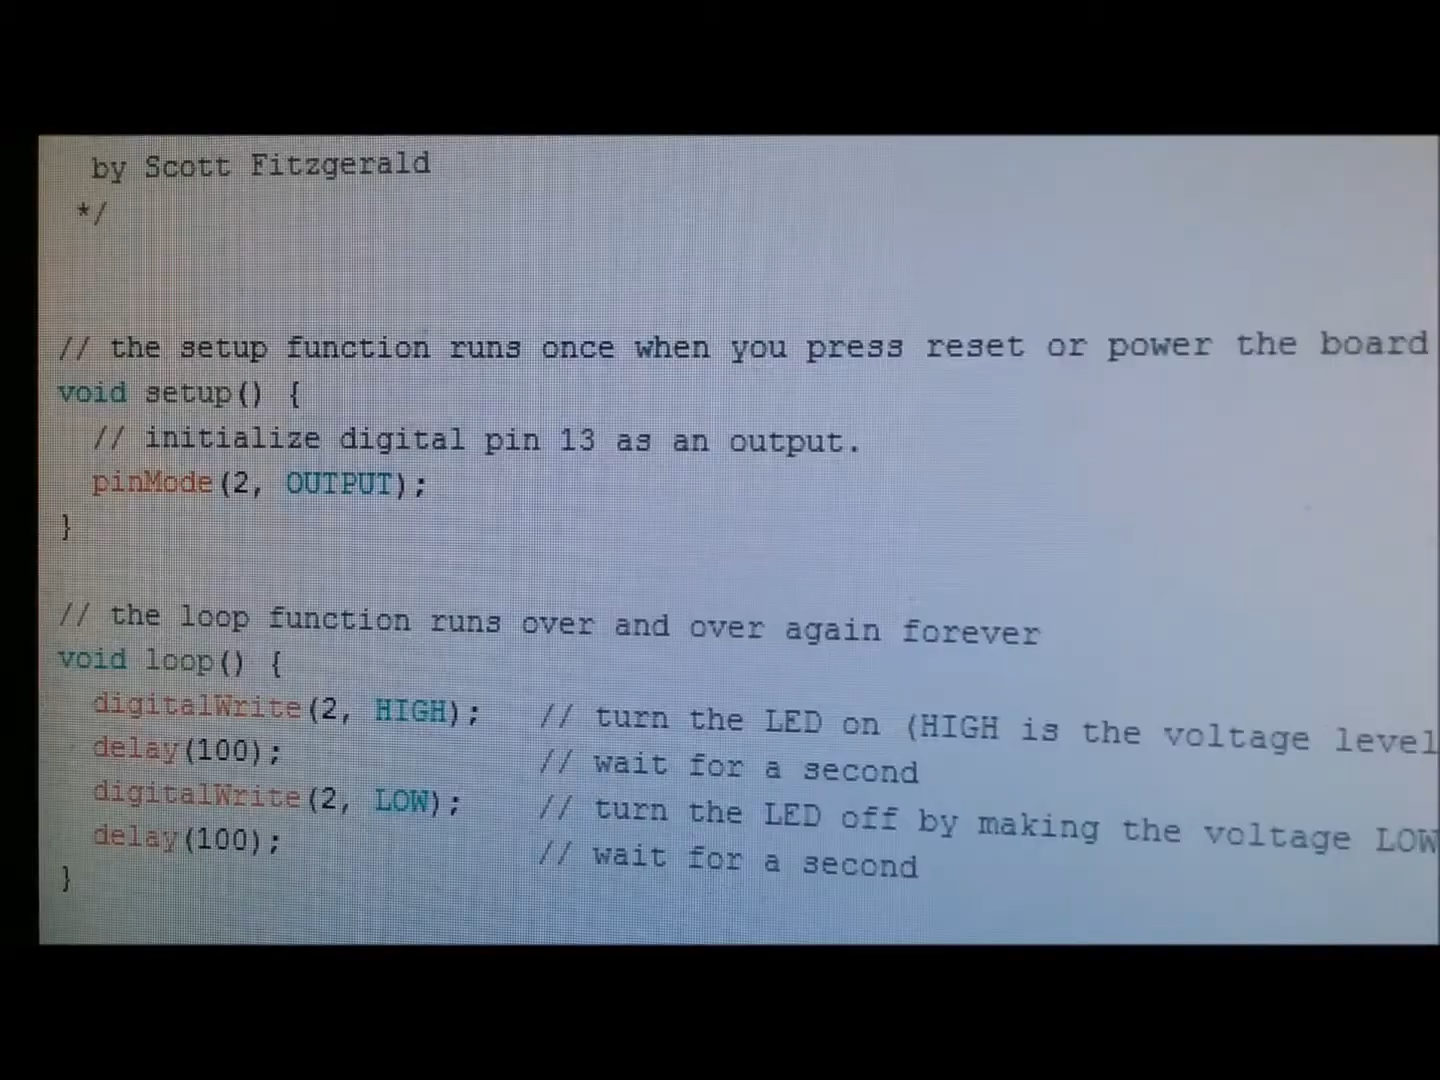 by Scott Fitzgerald
*/
// the setup function runs once when you press reset or power the board
void setup() {
// initialize digital pin 13 as an output.
pinMode(2, OUTPUT);
}
// the loop function runs over and over again forever
void loop() {
digitalWrite(2, HIGH); // turn the LED on (HIGH is the voltage level
delay(100); // wait for a second
digitalWrite(2, LOW); // turn the LED off by making the voltage LOW
delay(100); // wait for a second
}